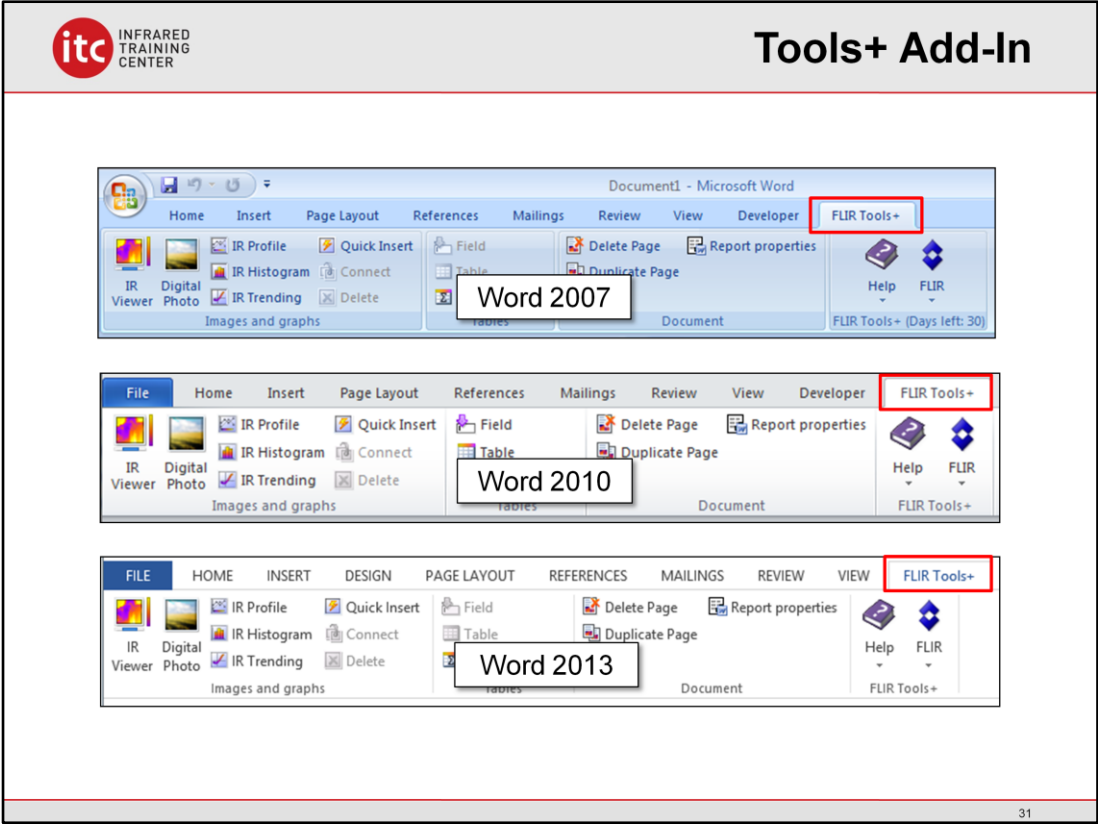 itc INFRARED
TRAINING
CENTER
Tools+ Add-In
Document1 - Microsoft Word
Home Insert Page Layout References Mailings Review View Developer FLIR Tools+
IR Profile Quick Insert Field Delete Page Report properties
IR Histogram Connect Table Duplicate Page
IR Viewer Digital Photo IR Trending Delete Help FLIR
Word 2007
Images and graphs Tables Document FLIR Tools+ (Days left: 30)
File Home Insert Page Layout References Mailings Review View Developer FLIR Tools+
IR Profile Quick Insert Field Delete Page Report properties
IR Histogram Connect Table Duplicate Page
IR Viewer Digital Photo IR Trending Delete Help FLIR
Word 2010
Images and graphs Tables Document FLIR Tools+
FILE HOME INSERT DESIGN PAGE LAYOUT REFERENCES MAILINGS REVIEW VIEW FLIR Tools+
IR Profile Quick Insert Field Delete Page Report properties
IR Histogram Connect Table Duplicate Page
IR Viewer Digital Photo IR Trending Delete Help FLIR
Word 2013
Images and graphs Tables Document FLIR Tools+
31